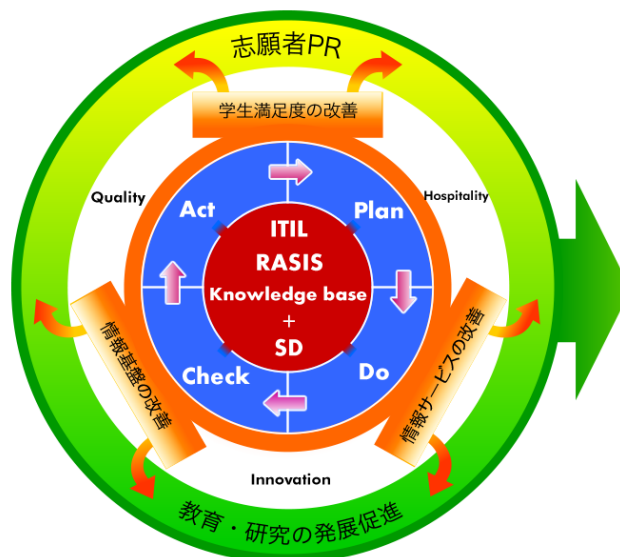 志願者PR
学生満足度の改善
Quality
Hospitality
Act
Plan
ITIL
RASIS
Knowledge base
+
SD
Check
Do
情報基盤の改善
情報サービスの改善
Innovation
教育・研究の発展促進